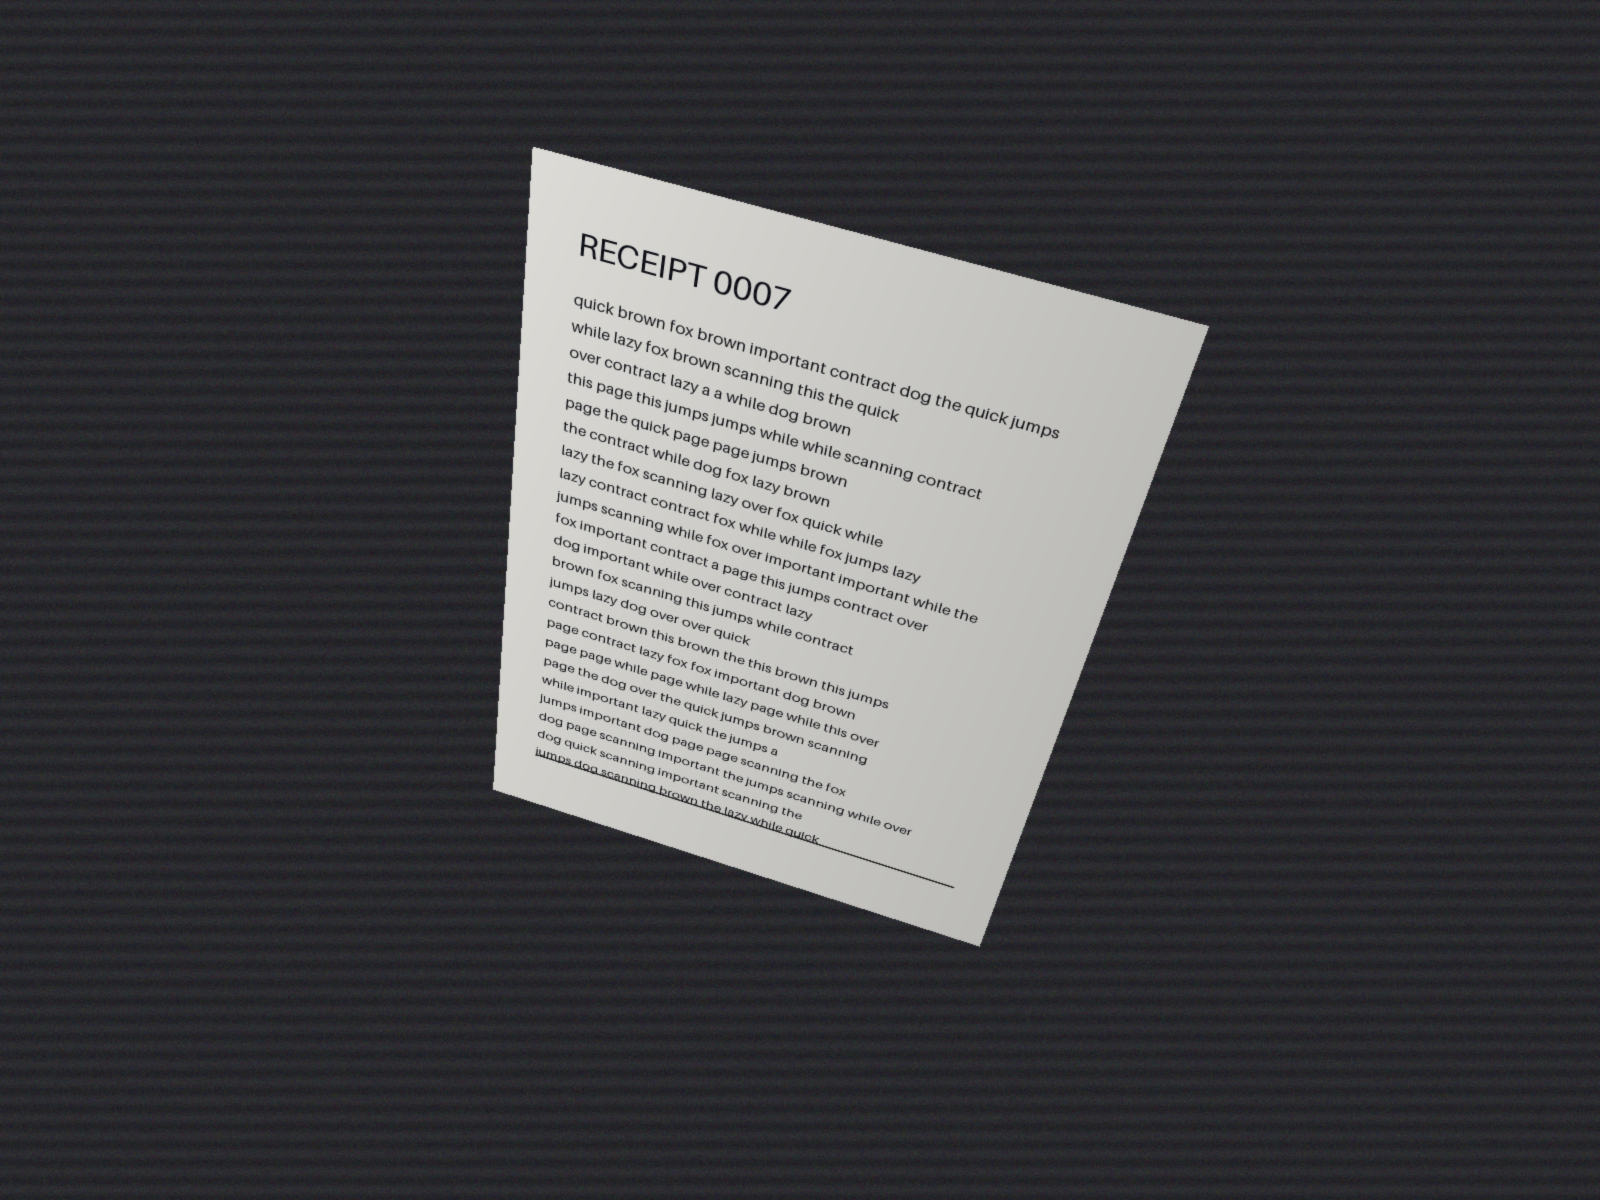 RECEIPT 0007
quick brown fox brown important contract dog the quick jumps
while lazy fox brown scanning this the quick
over contract lazy a a while dog brown
this page this jumps jumps while while scanning contract
page the quick page page jumps brown
the contract while dog fox lazy brown
lazy the fox scanning lazy over fox quick while
lazy contract contract fox while while fox jumps lazy
jumps scanning while fox over important important while the
fox important contract a page this jumps contract over
dog important while over contract lazy
brown fox scanning this jumps while contract
jumps lazy dog over over quick
contract brown this brown the this brown this jumps
page contract lazy fox fox important dog brown
page page while page while lazy page while this over
page the dog over the quick jumps brown scanning
while important lazy quick the jumps a
jumps important dog page page scanning the fox
dog page scanning important the jumps scanning while over
dog quick scanning important scanning the
jumps dog scanning brown the lazy while quick